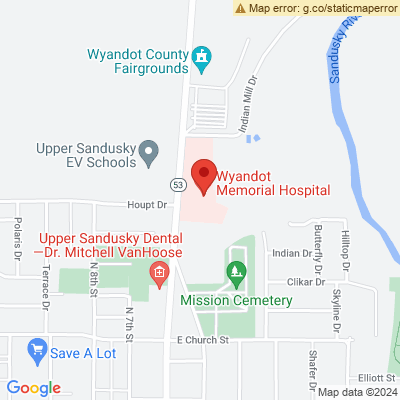 Map error: g.co/staticmaperror
Wyandot County
Fairgrounds
Sandusky Riv
Indian Mill Dr
Upper Sandusky
EV Schools
53
Wyandot
Memorial Hospital
Houpt Dr
Polaris Dr
Terrace Dr
N 8th St
N 7th St
Upper Sandusky Dental
—Dr. Mitchell VanHoose
Indian Dr
Butterfly Dr
Hilltop Dr
Clikar Dr
Skyline Dr
Mission Cemetery
E Church St
Save A Lot
Shafer Dr
Elliott St
Google
Map data ©2024